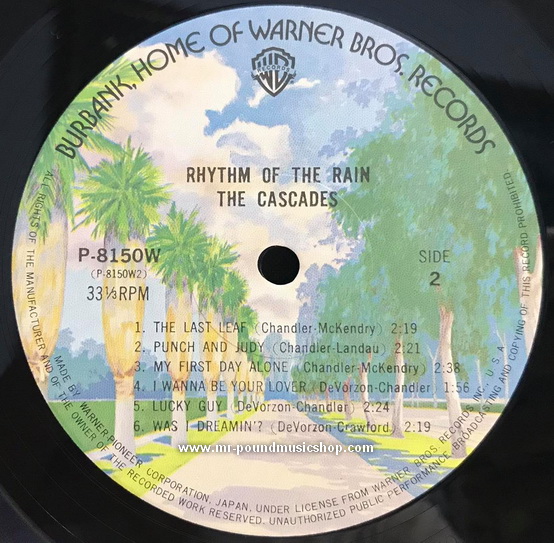 BURBANK, HOME OF WARNER BROS. RECORDS
WB
RECORDS
RHYTHM OF THE RAIN
THE CASCADES
P-8150W
(P-8150W2)
33⅓RPM
SIDE
2
1. THE LAST LEAF (Chandler-McKendry) 2:19
2. PUNCH AND JUDY (Chandler-Landau) 2:21
3. MY FIRST DAY ALONE (Chandler-McKendry) 2:38
4. I WANNA BE YOUR LOVER (DeVorzon-Chandler) 1:56
5. LUCKY GUY (DeVorzon-Chandler) 2:24
6. WAS I DREAMIN'? (DeVorzon-Crawford) 2:19
www.mr-poundmusicshop.com
ALL RIGHTS OF THE MANUFACTURER AND OF THE OWNER OF THE RECORDED WORK RESERVED. UNAUTHORIZED PUBLIC PERFORMANCE, BROADCASTING AND COPYING OF THIS RECORD PROHIBITED.
MADE BY WARNER-PIONEER CORPORATION, JAPAN, UNDER LICENSE FROM WARNER BROS. RECORDS INC., U.S.A.